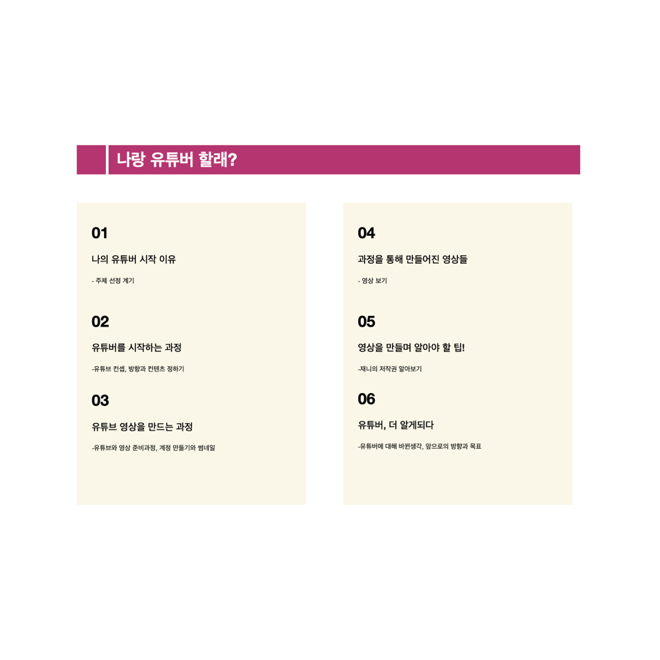 나랑 유튜버 할래?
01
나의 유튜버 시작 이유
- 주제 선정 계기
02
유튜버를 시작하는 과정
-유튜브 컨셉, 방향과 컨텐츠 정하기
03
유튜브 영상을 만드는 과정
-유튜브와 영상 준비과정, 계정 만들기와 썸네일
04
과정을 통해 만들어진 영상들
- 영상 보기
05
영상을 만들며 알아야 할 팁!
-재니의 저작권 알아보기
06
유튜버, 더 알게되다
-유튜버에 대해 바뀐생각, 앞으로의 방향과 목표